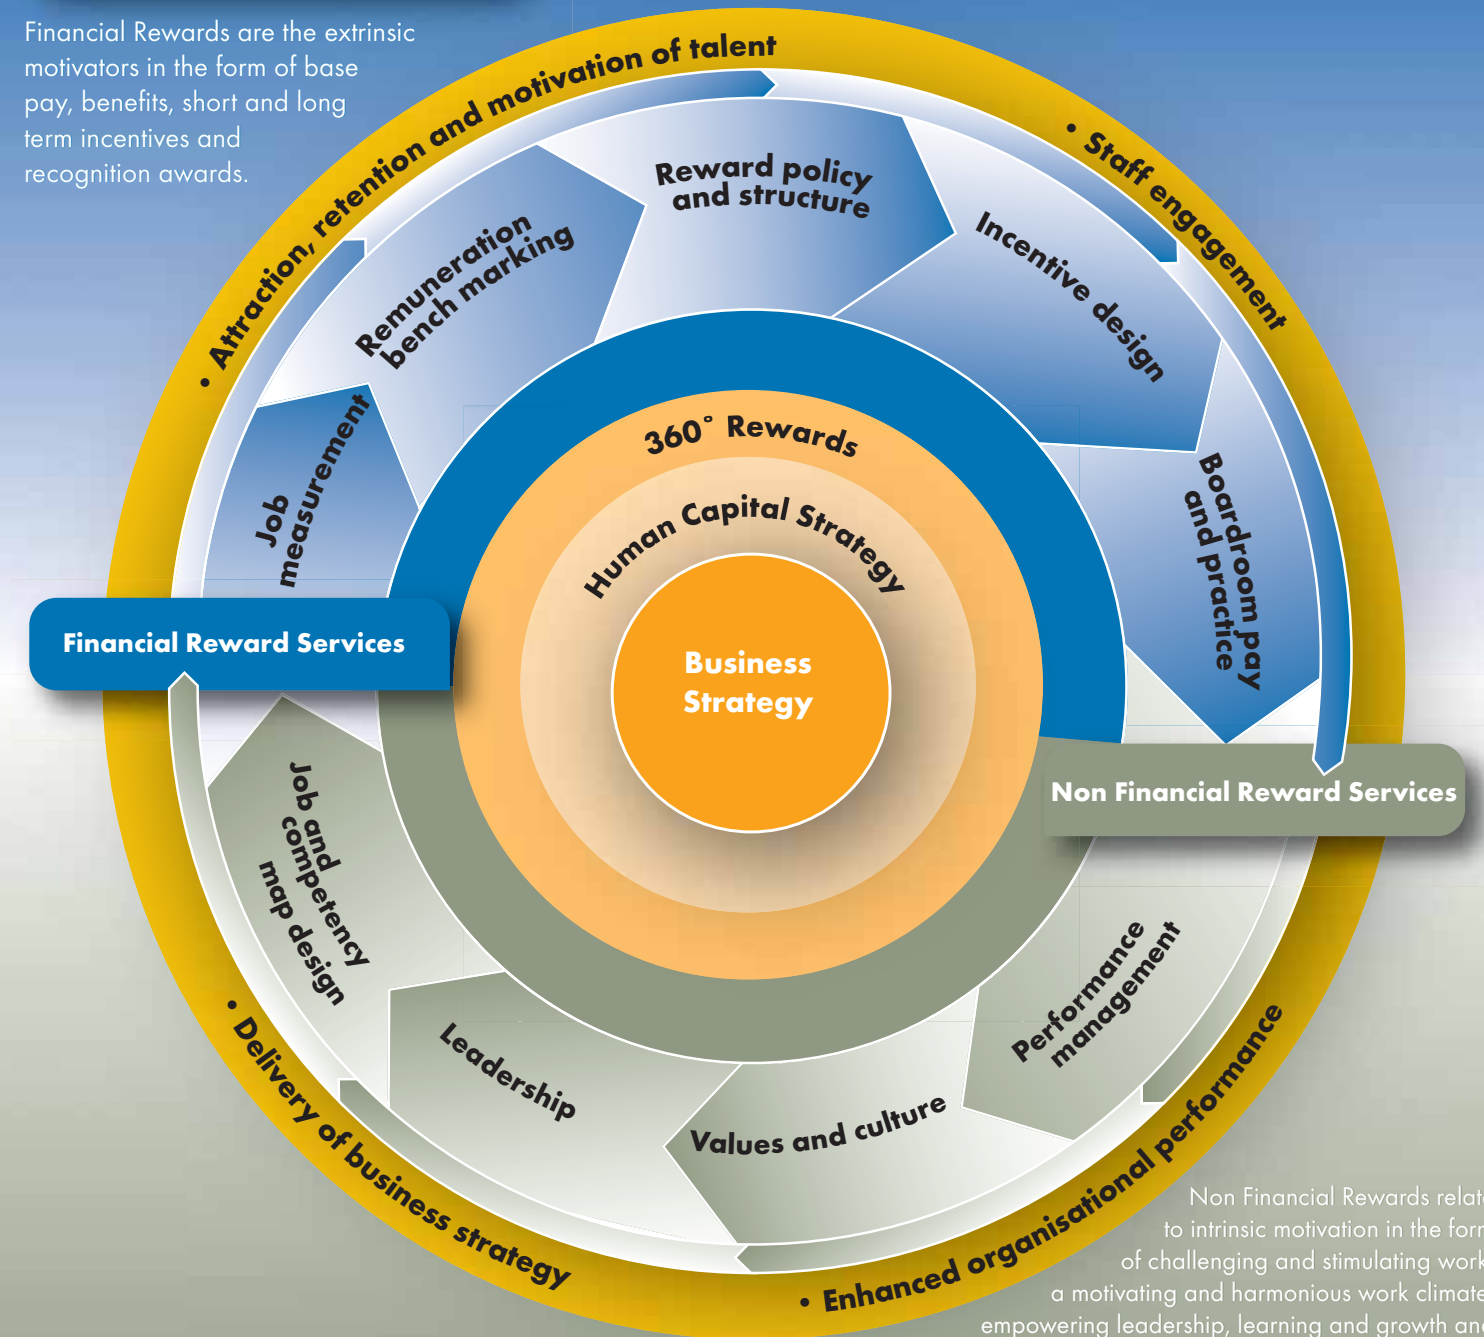 Financial Rewards are the extrinsic
motivators in the form of base
pay, benefits, short and long
term incentives and
recognition awards.
• Attraction, retention and motivation of talent
• Staff engagement
Reward policy
and structure
Remuneration
bench marking
Incentive design
Job
measurement
Boardroom pay
and practice
360° Rewards
Human Capital Strategy
Business
Strategy
Financial Reward Services
Non Financial Reward Services
Job and
competency
map design
Performance
management
Leadership
Values and culture
• Delivery of business strategy
• Enhanced organisational performance
Non Financial Rewards
to intrinsic motivation in the
of challenging and stimulating work
a motivating and harmonious work climate
empowering leadership, learning and growth